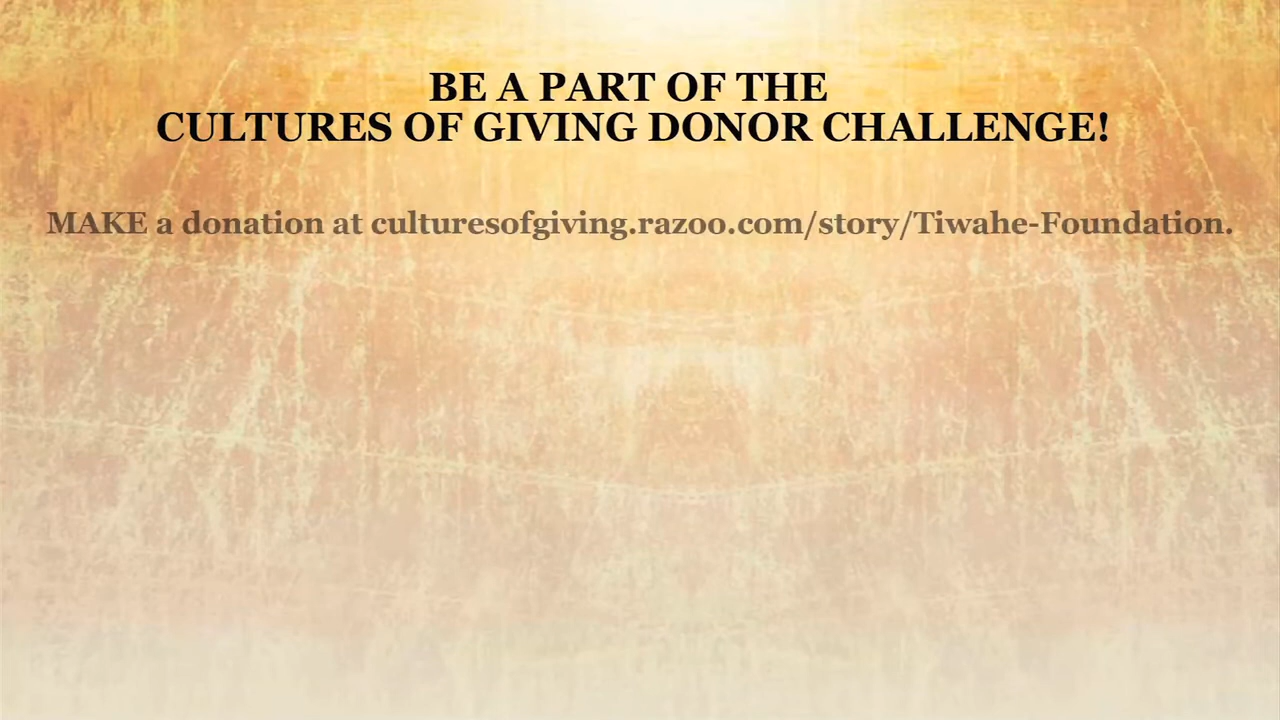 BE A PART OF THE
CULTURES OF GIVING DONOR CHALLENGE!
MAKE a donation at culturesofgiving.razoo.com/story/Tiwahe-Foundation.